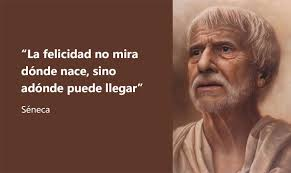 “La felicidad no mira
dónde nace, sino
adónde puede llegar”
Séneca